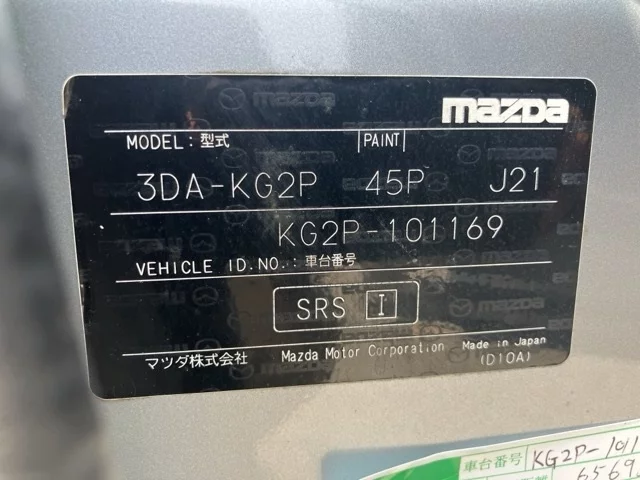 mazda
MODEL:型式 PAINT
3DA-KG2P 45P J21
KG2P-101169
VEHICLE ID.NO.:車台番号
SRS I
マツダ株式会社 Mazda Motor Corporation Made in Japan
(D10A)
車台番号 KG2P-101
6569